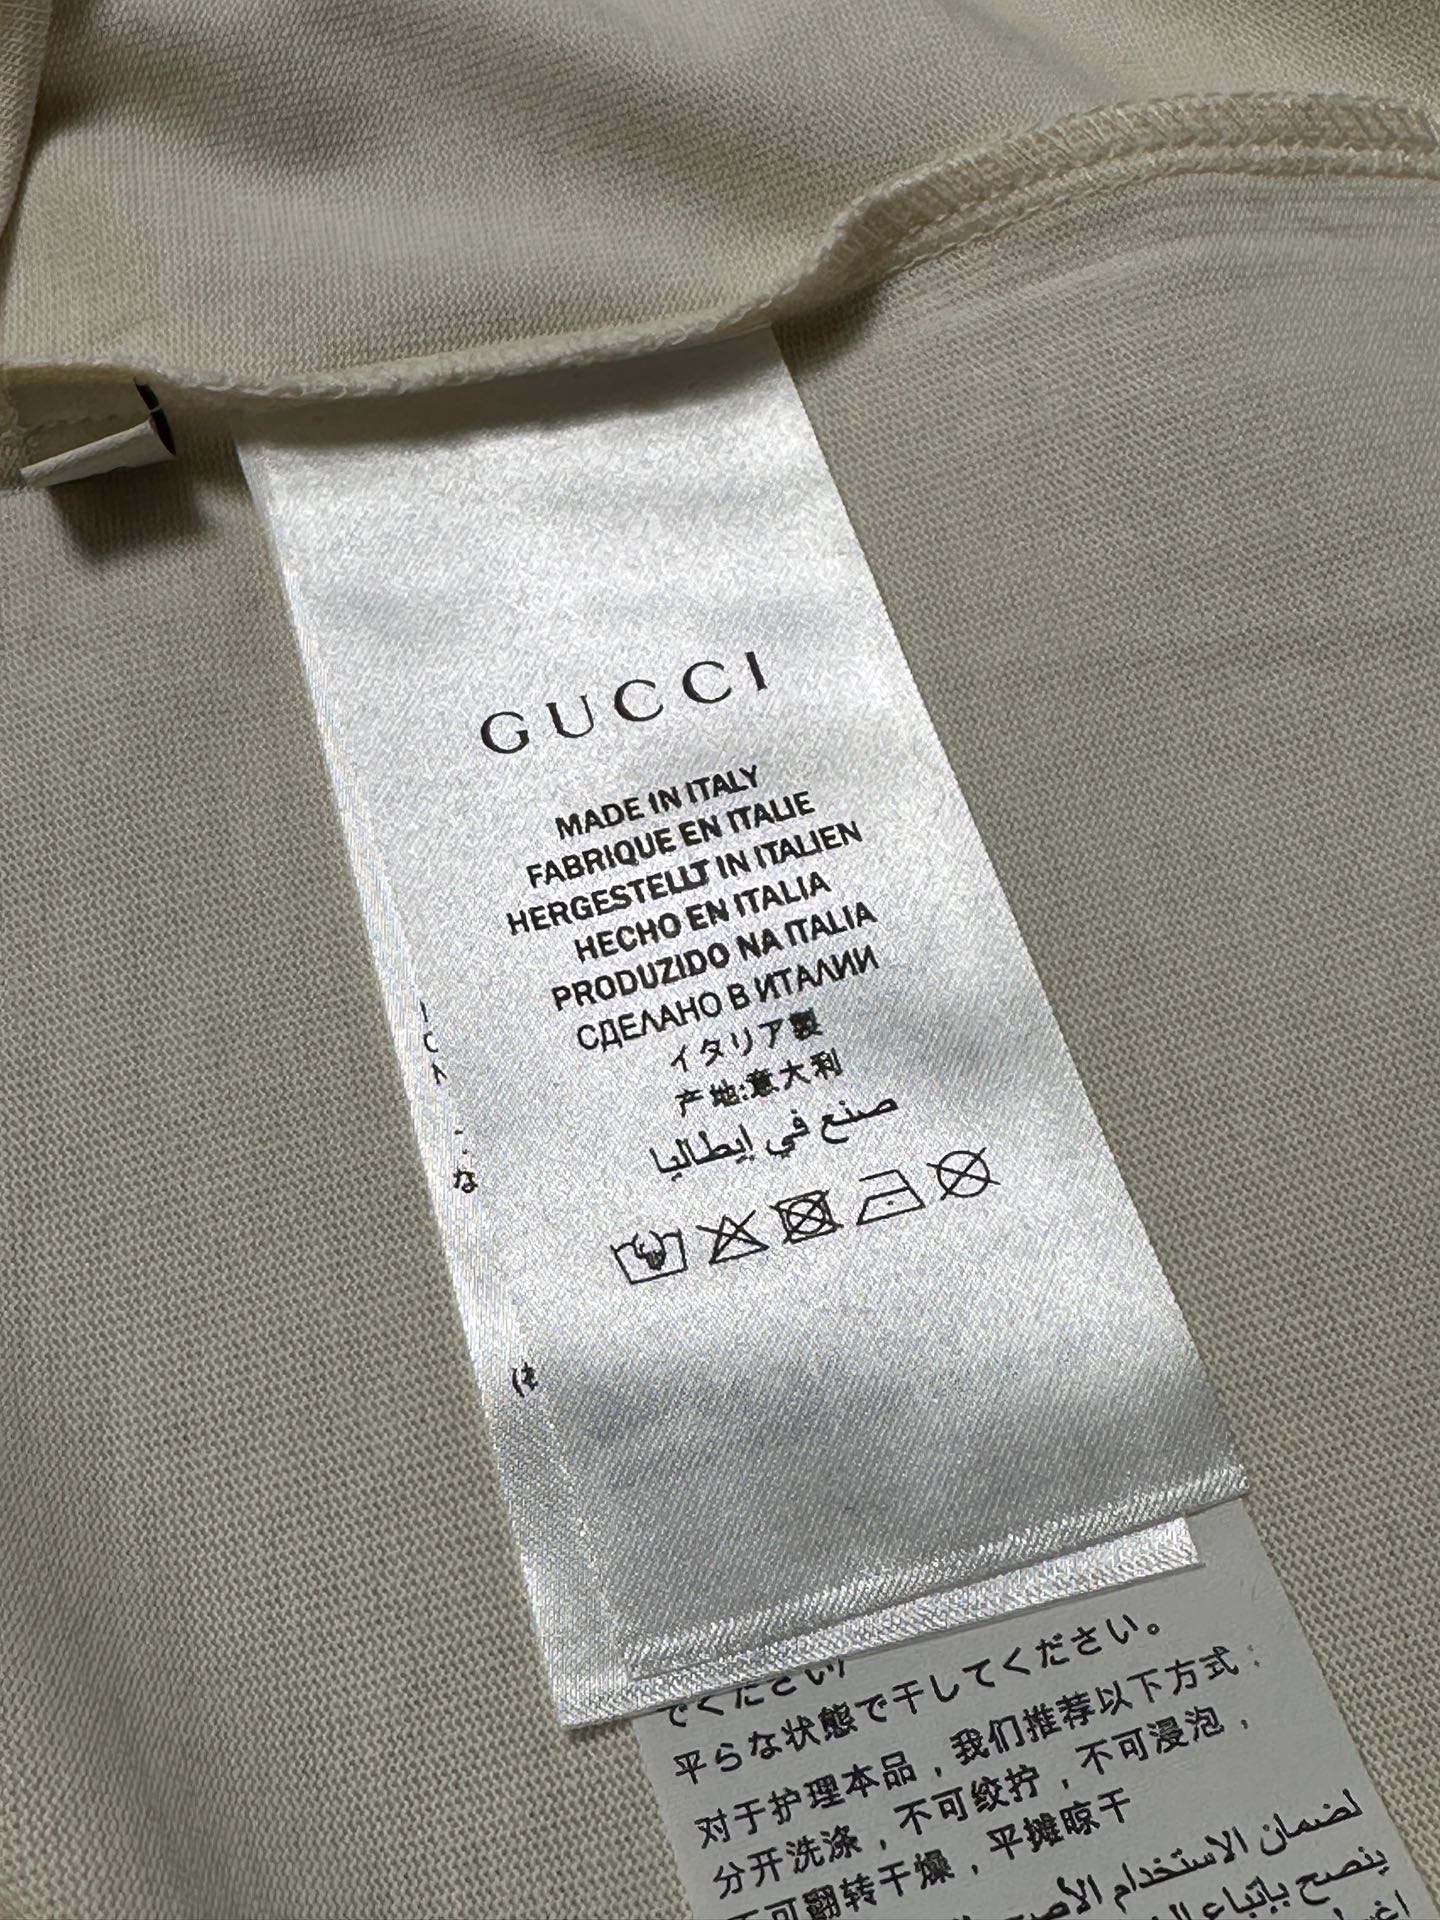 GUCCI
MADE IN ITALY
FABRIQUE EN ITALIE
HERGESTELLT IN ITALIEN
HECHO EN ITALIA
PRODUZIDO NA ITALIA
СДЕЛАНО В ИТАЛИИ
イタリア製
产地:意大利
صنع في إيطاليا
な
平らな状態で干してください。
对于护理本品，我们推荐以下方式：
分开洗涤，不可绞拧，不可浸泡，
不可翻转干燥，平摊晾干
لضمان الاستخدام
ينصح بإتباع